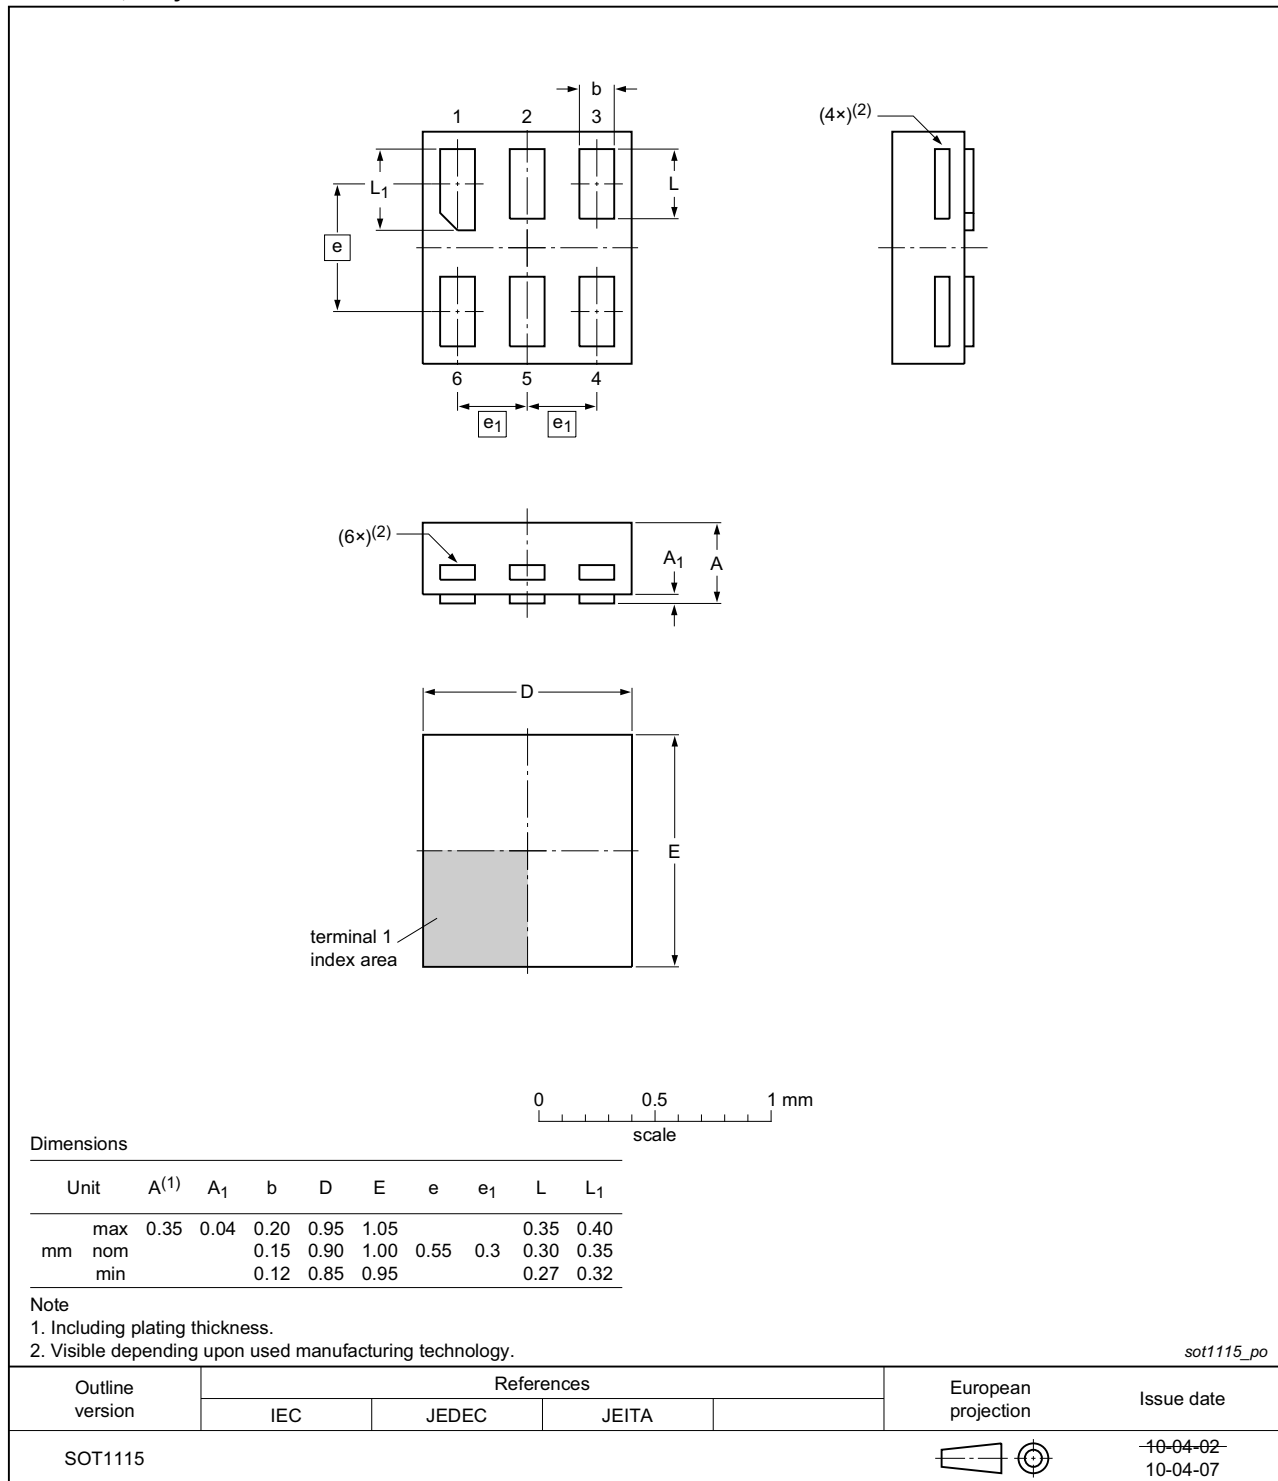 b
1 2 3
(4×)(2)
L1
L
e
6 5 4
e1 e1
(6×)(2)
A1 A
D
E
terminal 1
index area
0 0.5 1 mm
scale
Dimensions
Unit A(1) A1 b D E e e1 L L1
max 0.35 0.04 0.20 0.95 1.05 0.35 0.40
mm nom 0.15 0.90 1.00 0.55 0.3 0.30 0.35
min 0.12 0.85 0.95 0.27 0.32
Note
1. Including plating thickness.
2. Visible depending upon used manufacturing technology.
sot1115_po
Outline version References European projection Issue date
IEC JEDEC JEITA
SOT1115 10-04-02
10-04-07